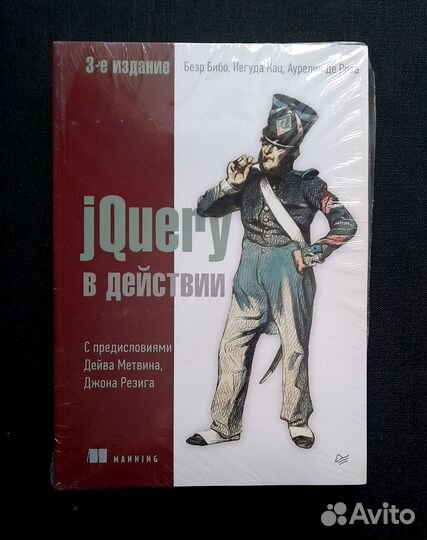 3-е издание
Беэр Бибо, Иегуда Кац, Аурелио де Роза
jQuery
в действии
С предисловиями
Дейва Метвина,
Джона Резига
MANNING
Avito